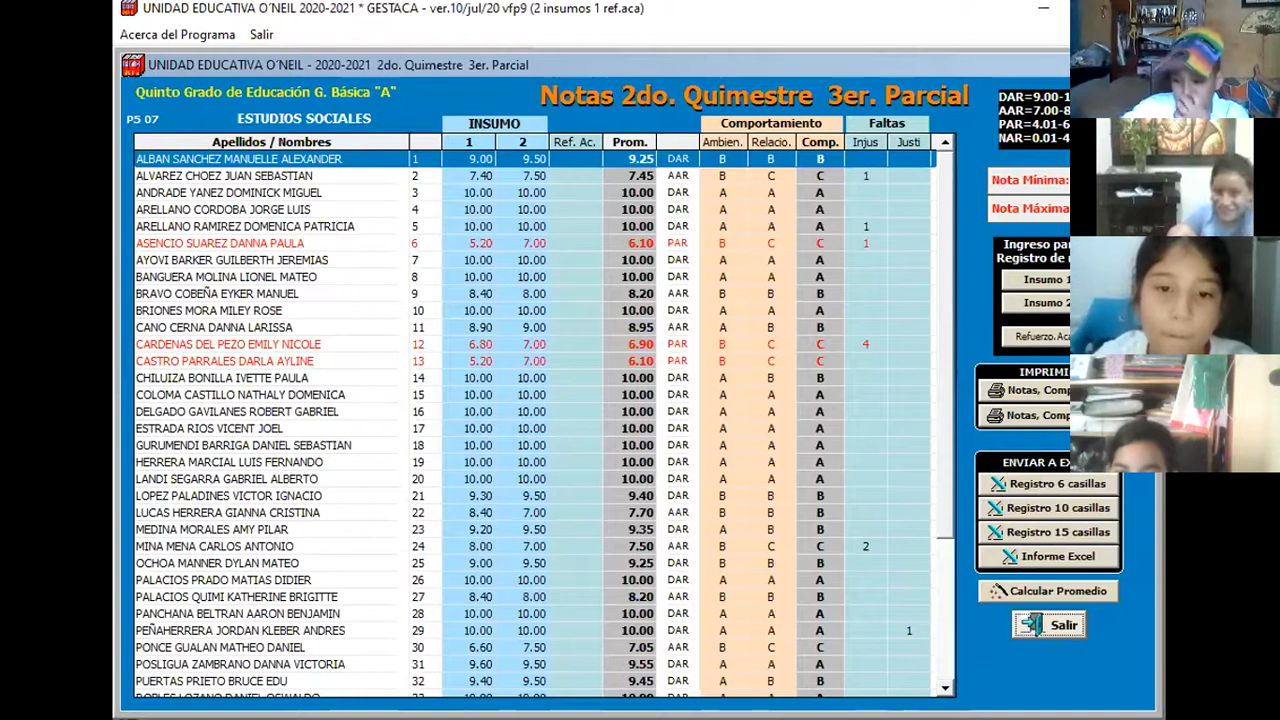 UNIDAD EDUCATIVA O´NEIL 2020-2021 * GESTACA - ver.10/jul/20 vfp9 (2 insumos 1 ref.aca)
Acerca del Programa Salir
UNIDAD EDUCATIVA O´NEIL - 2020-2021 2do. Quimestre 3er. Parcial
Quinto Grado de Educación G. Básica "A"
Notas 2do. Quimestre 3er. Parcial
P5 07 ESTUDIOS SOCIALES
INSUMO Comportamiento Faltas
Apellidos / Nombres 1 2 Ref. Ac. Prom. Ambien. Relacio. Comp. Injus Justi
ALBAN SANCHEZ MANUELLE ALEXANDER 1 9.00 9.50 9.25 DAR B B B
ALVAREZ CHOEZ JUAN SEBASTIAN 2 7.40 7.50 7.45 AAR B C C 1
ANDRADE YANEZ DOMINICK MIGUEL 3 10.00 10.00 10.00 DAR A A A
ARELLANO CORDOBA JORGE LUIS 4 10.00 10.00 10.00 DAR A A A
ARELLANO RAMIREZ DOMENICA PATRICIA 5 10.00 10.00 10.00 DAR A A A 1
ASENCIO SUAREZ DANNA PAULA 6 5.20 7.00 6.10 PAR B C C 1
AYOVI BARKER GUILBERTH JEREMIAS 7 10.00 10.00 10.00 DAR A A A
BANGUERA MOLINA LIONEL MATEO 8 10.00 10.00 10.00 DAR A A A
BRAVO COBEÑA EYKER MANUEL 9 8.40 8.00 8.20 AAR B B B
BRIONES MORA MILEY ROSE 10 10.00 10.00 10.00 DAR A A A
CANO CERNA DANNA LARISSA 11 8.90 9.00 8.95 AAR A B B
CARDENAS DEL PEZO EMILY NICOLE 12 6.80 7.00 6.90 PAR B C C 4
CASTRO PARRALES DARLA AYLINE 13 5.20 7.00 6.10 PAR B C C
CHILUIZA BONILLA IVETTE PAULA 14 10.00 10.00 10.00 DAR A B A
COLOMA CASTILLO NATHALY DOMENICA 15 10.00 10.00 10.00 DAR A A A
DELGADO GAVILANES ROBERT GABRIEL 16 10.00 10.00 10.00 DAR A A A
ESTRADA RIOS VICENT JOEL 17 10.00 10.00 10.00 DAR A A A
GURUMENDI BARRIGA DANIEL SEBASTIAN 18 10.00 10.00 10.00 DAR A A A
HERRERA MARCIAL LUIS FERNANDO 19 10.00 10.00 10.00 DAR A A A
LANDI SEGARRA GABRIEL ALBERTO 20 10.00 10.00 10.00 DAR A A A
LOPEZ PALADINES VICTOR IGNACIO 21 9.30 9.50 9.40 DAR B B B
LUCAS HERRERA GIANNA CRISTINA 22 8.40 7.00 7.70 AAR B B B
MEDINA MORALES AMY PILAR 23 9.20 9.50 9.35 DAR A B B
MINA MENA CARLOS ANTONIO 24 8.00 7.00 7.50 AAR B C C 2
OCHOA MANNER DYLAN MATEO 25 9.00 9.50 9.25 DAR B B B
PALACIOS PRADO MATIAS DIDIER 26 10.00 10.00 10.00 DAR A A A
PALACIOS QUIMI KATHERINE BRIGITTE 27 8.40 8.00 8.20 AAR B B B
PANCHANA BELTRAN AARON BENJAMIN 28 10.00 10.00 10.00 DAR A A A
PEÑAHERRERA JORDAN KLEBER ANDRES 29 10.00 10.00 10.00 DAR A A A 1
PONCE GUALAN MATHEO DANIEL 30 6.60 7.50 7.05 AAR B C C
POSLIGUA ZAMBRANO DANNA VICTORIA 31 9.60 9.50 9.55 DAR A A A
PUERTAS PRIETO BRUCE EDU 32 9.40 9.50 9.45 DAR A B B
DAR=9.00-1
AAR=7.00-8
PAR=4.01-6
NAR=0.01-4
Nota Mínima:
Nota Máxima
Ingreso pa
Registro de
Insumo 1
Insumo 2
Refuerzo.Aca
IMPRIMI
Notas, Comp
Notas, Comp
ENVIAR A E
Registro 6 casillas
Registro 10 casillas
Registro 15 casillas
Informe Excel
Calcular Promedio
Salir